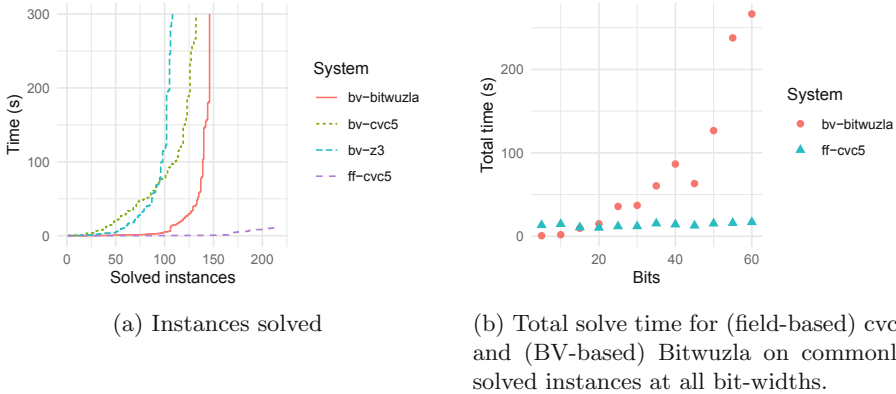 300
200
100
0
Time (s)
0
50
100
150
200
Solved instances
System
bv−bitwuzla
bv−cvc5
bv−z3
ff−cvc5
(a) Instances solved
200
100
0
Total time (s)
20
40
60
Bits
System
bv−bitwuzla
ff−cvc5
(b) Total solve time for (field-based) cvc
and (BV-based) Bitwuzla on commonl
solved instances at all bit-widths.